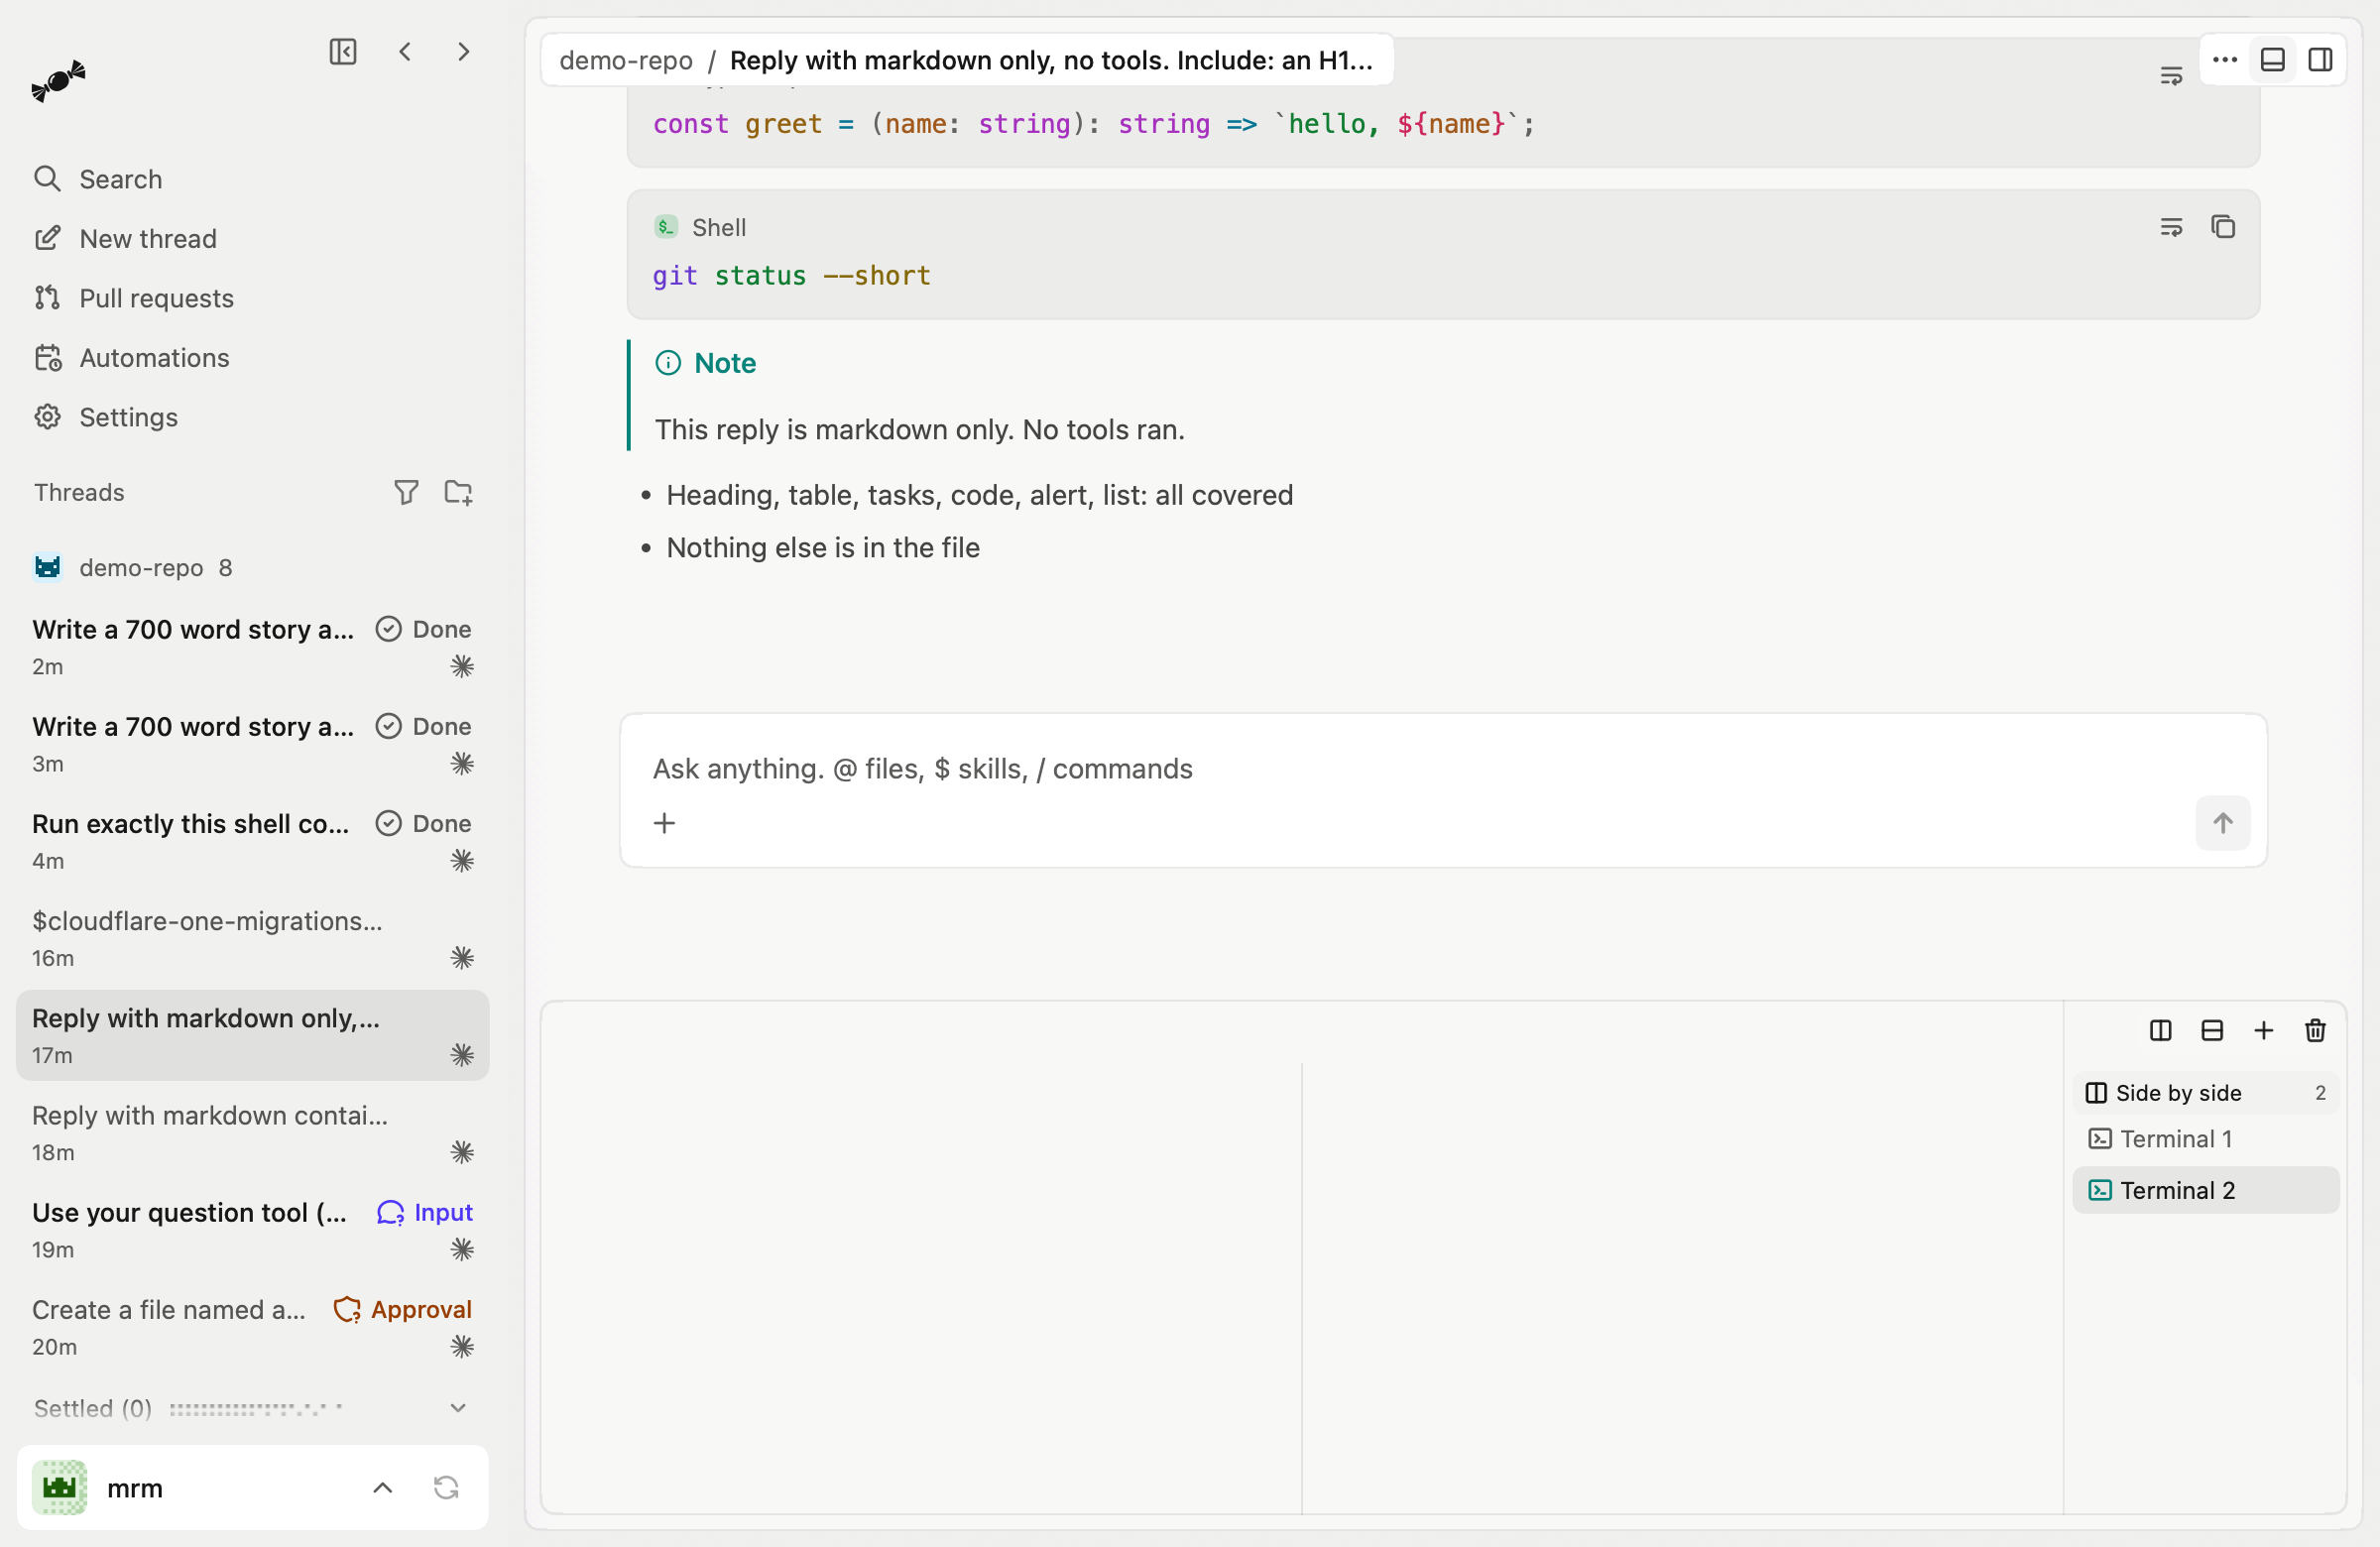 Search
New thread
Pull requests
Automations
Settings
Threads
demo-repo 8
Write a 700 word story a... Done
2m
Write a 700 word story a... Done
3m
Run exactly this shell co... Done
4m
$cloudflare-one-migrations...
16m
Reply with markdown only,...
17m
Reply with markdown contai...
18m
Use your question tool (... Input
19m
Create a file named a... Approval
20m
Settled (0)
mrm
demo-repo / Reply with markdown only, no tools. Include: an H1...
const greet = (name: string): string => `hello, ${name}`;
$_ Shell
git status --short
Note
This reply is markdown only. No tools ran.
• Heading, table, tasks, code, alert, list: all covered
• Nothing else is in the file
Ask anything. @ files, $ skills, / commands
Side by side 2
Terminal 1
Terminal 2